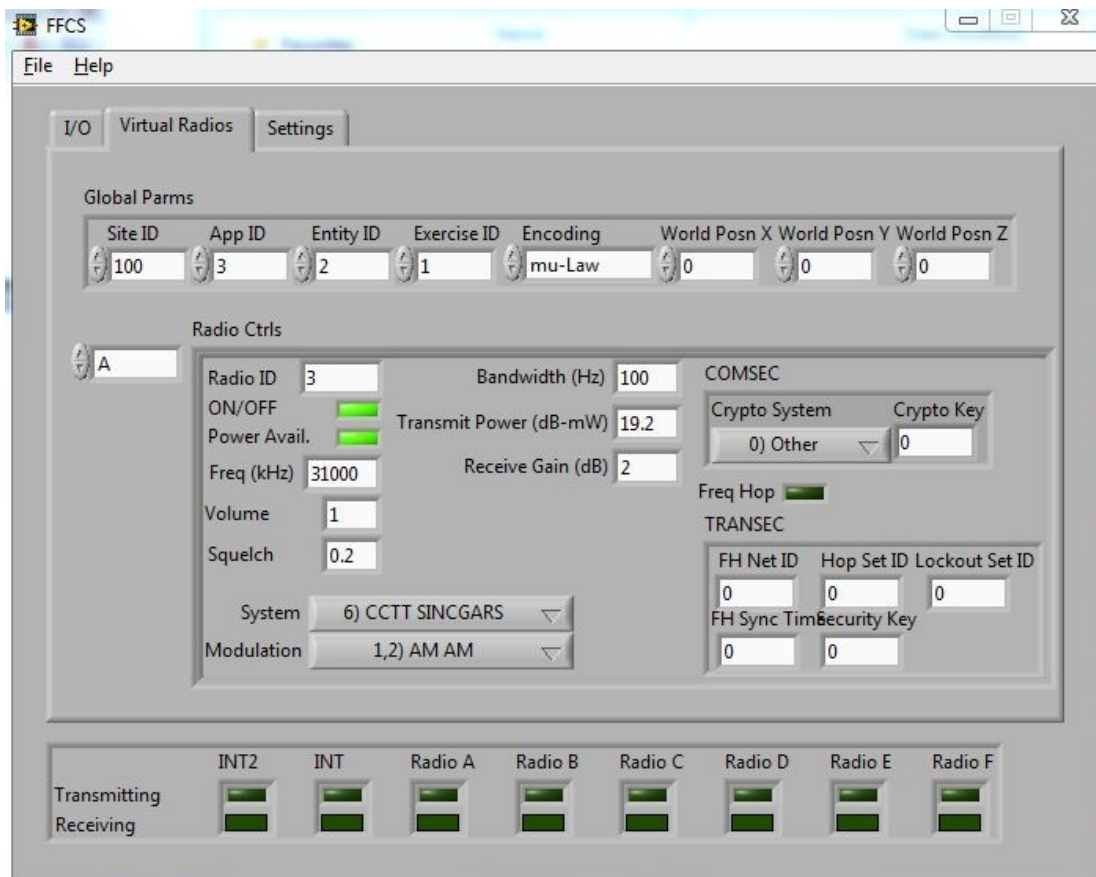 FFCS
File Help
I/O Virtual Radios Settings
Global Parms
Site ID App ID Entity ID Exercise ID Encoding World Posn X World Posn Y World Posn Z
100 3 2 1 mu-Law 0 0 0
Radio Ctrls
A
Radio ID 3 Bandwidth (Hz) 100 COMSEC
ON/OFF Transmit Power (dB-mW) 19.2 Crypto System Crypto Key
Power Avail. 0) Other 0
Freq (kHz) 31000 Receive Gain (dB) 2
Freq Hop
Volume 1 TRANSEC
Squelch 0.2 FH Net ID Hop Set ID Lockout Set ID
0 0 0
System 6) CCTT SINCGARS FH Sync Time Security Key
Modulation 1,2) AM AM 0 0
INT2 INT Radio A Radio B Radio C Radio D Radio E Radio F
Transmitting
Receiving